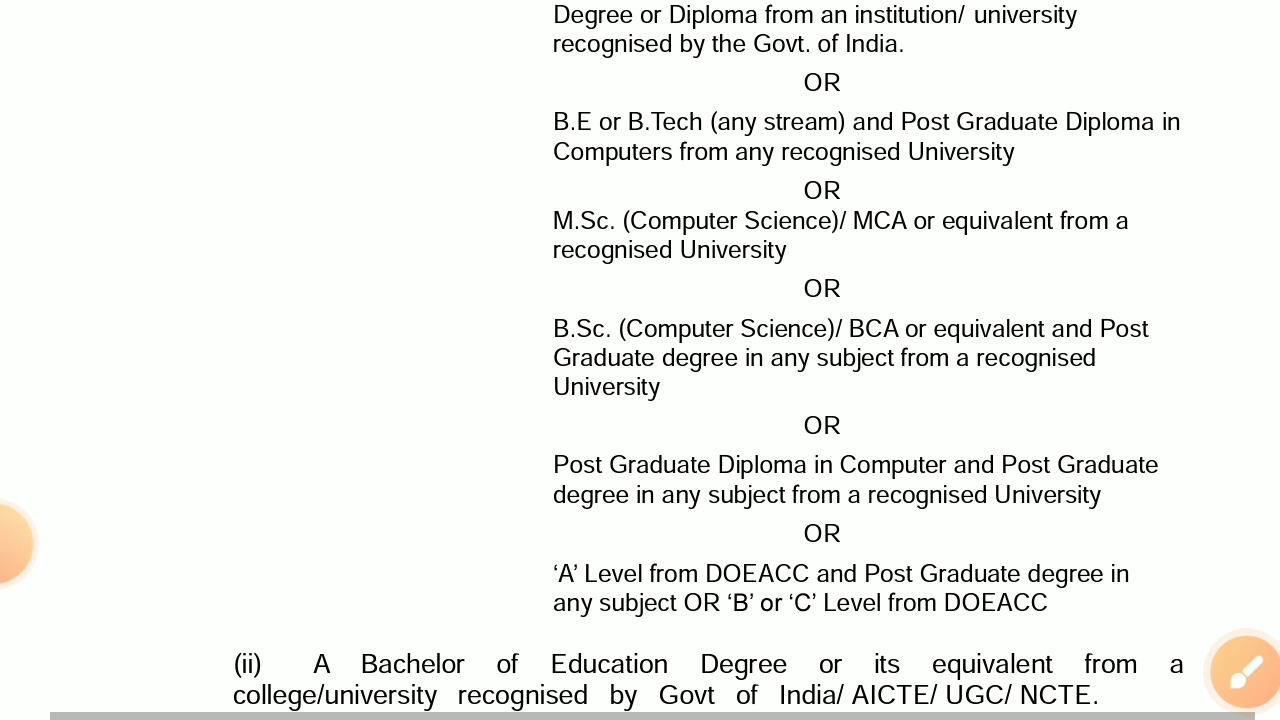 Degree or Diploma from an institution/ university
recognised by the Govt. of India.
OR
B.E or B.Tech (any stream) and Post Graduate Diploma in
Computers from any recognised University
OR
M.Sc. (Computer Science)/ MCA or equivalent from a
recognised University
OR
B.Sc. (Computer Science)/ BCA or equivalent and Post
Graduate degree in any subject from a recognised
University
OR
Post Graduate Diploma in Computer and Post Graduate
degree in any subject from a recognised University
OR
‘A’ Level from DOEACC and Post Graduate degree in
any subject OR ‘B’ or ‘C’ Level from DOEACC
(ii) A Bachelor of Education Degree or its equivalent from a
college/university recognised by Govt of India/ AICTE/ UGC/ NCTE.